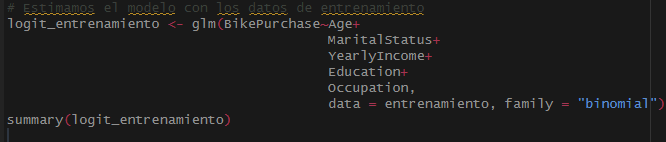 # Estimamos el modelo con los datos de entrenamiento
logit_entrenamiento <- glm(BikePurchase~Age+
MaritalStatus+
YearlyIncome+
Education+
Occupation,
data = entrenamiento, family = "binomial")
summary(logit_entrenamiento)